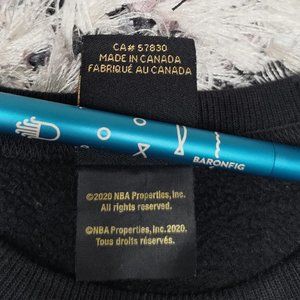 CA# 57830
MADE IN CANADA
FABRIQUÉ AU CANADA
BARONFIG
©2020 NBA Properties, Inc.
All rights reserved.
©NBA Properties, Inc. 2020.
Tous droits réservés.